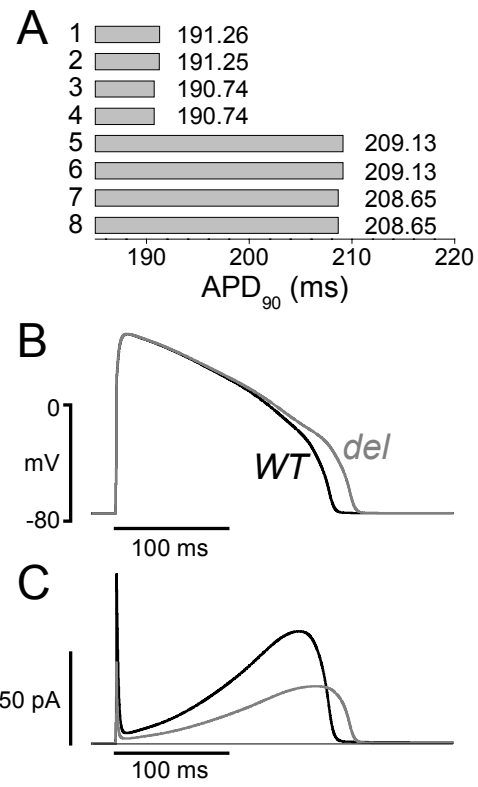 A
1 191.26
2 191.25
3 190.74
4 190.74
5 209.13
6 209.13
7 208.65
8 208.65
190 200 210 220
APD90 (ms)
B
0
mV
-80
WT
del
100 ms
C
50 pA
100 ms